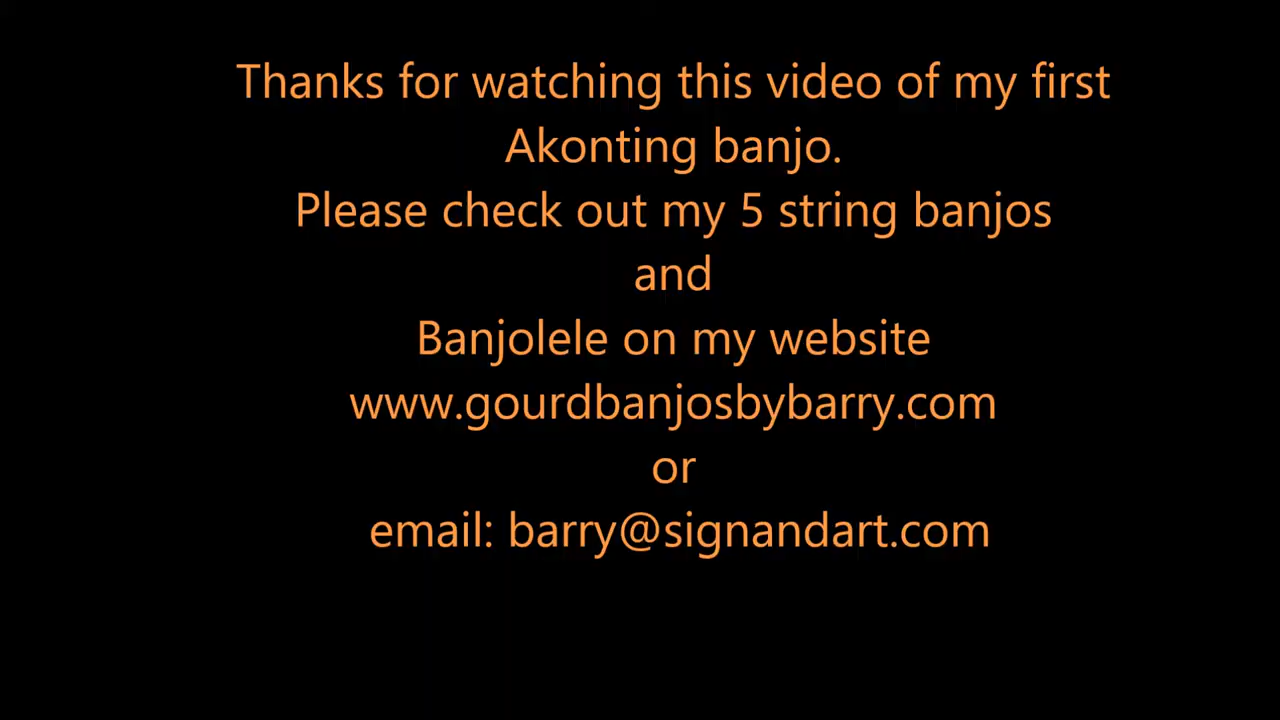 Thanks for watching this video of my first
Akonting banjo.
Please check out my 5 string banjos
and
Banjolele on my website
www.gourdbanjosbybarry.com
or
email: barry@signandart.com